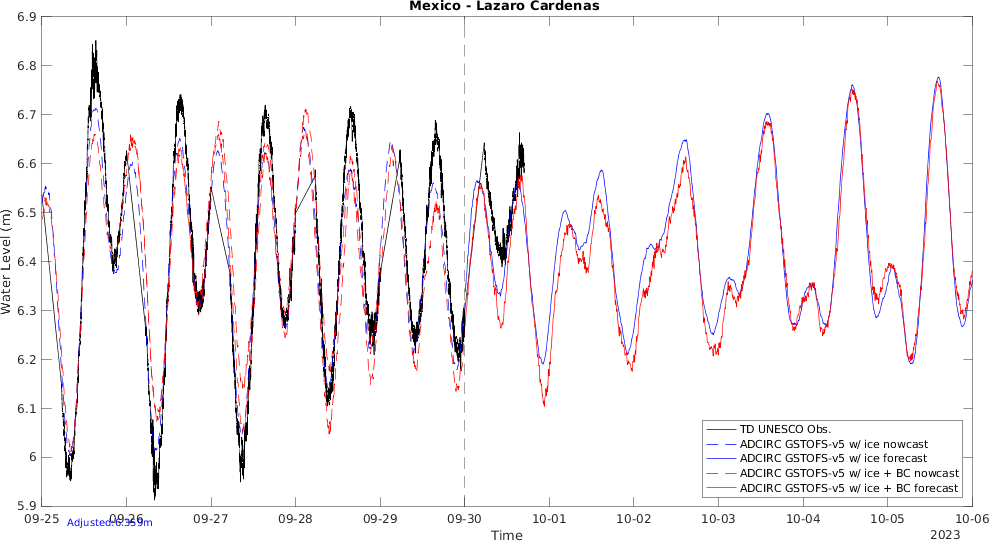 Mexico - Lazaro Cardenas
6.9
6.8
6.7
6.6
6.5
6.4
6.3
6.2
6.1
6
5.9
Water Level (m)
TD UNESCO Obs.
ADCIRC GSTOFS-v5 w/ ice nowcast
ADCIRC GSTOFS-v5 w/ ice forecast
ADCIRC GSTOFS-v5 w/ ice + BC nowcast
ADCIRC GSTOFS-v5 w/ ice + BC forecast
09-25 09-26 09-27 09-28 09-29 09-30 10-01 10-02 10-03 10-04 10-05 10-06
Time
2023